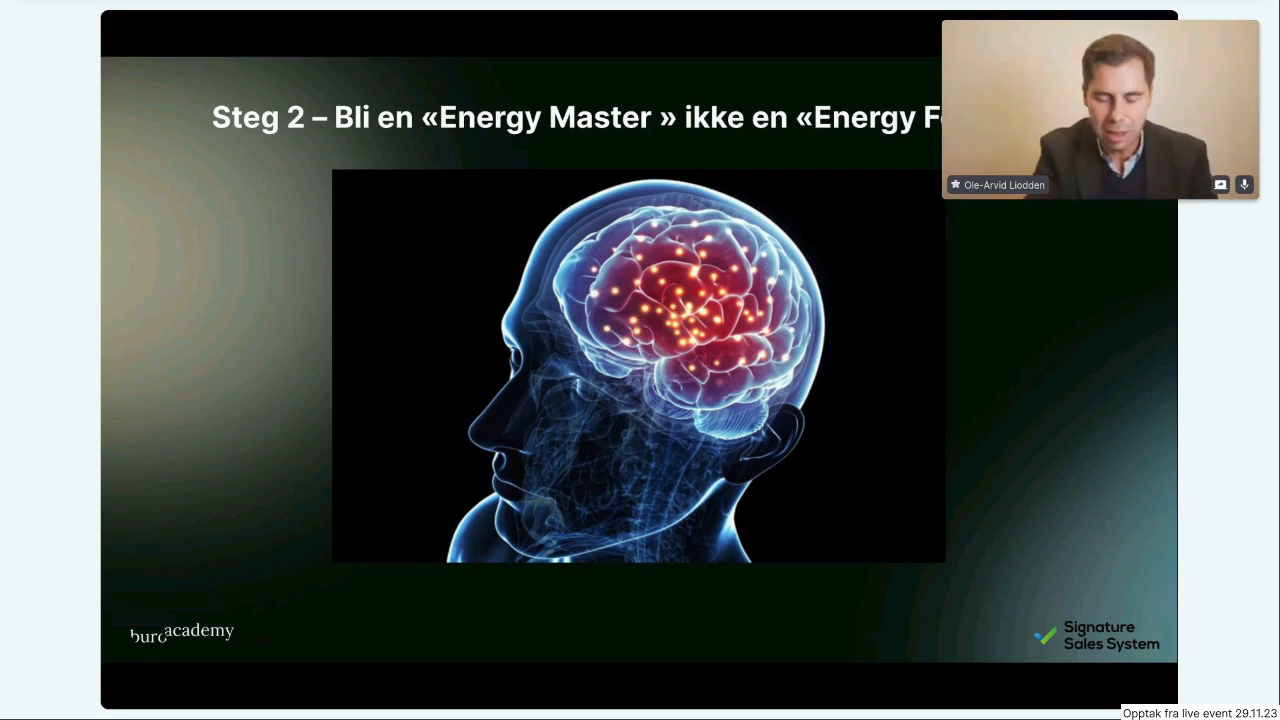 Steg 2 – Bli en «Energy Master » ikke en «Energy
Ole-Arvid Liodden
buro academy
Signature
Sales System
Opptak fra live event 29.11.23